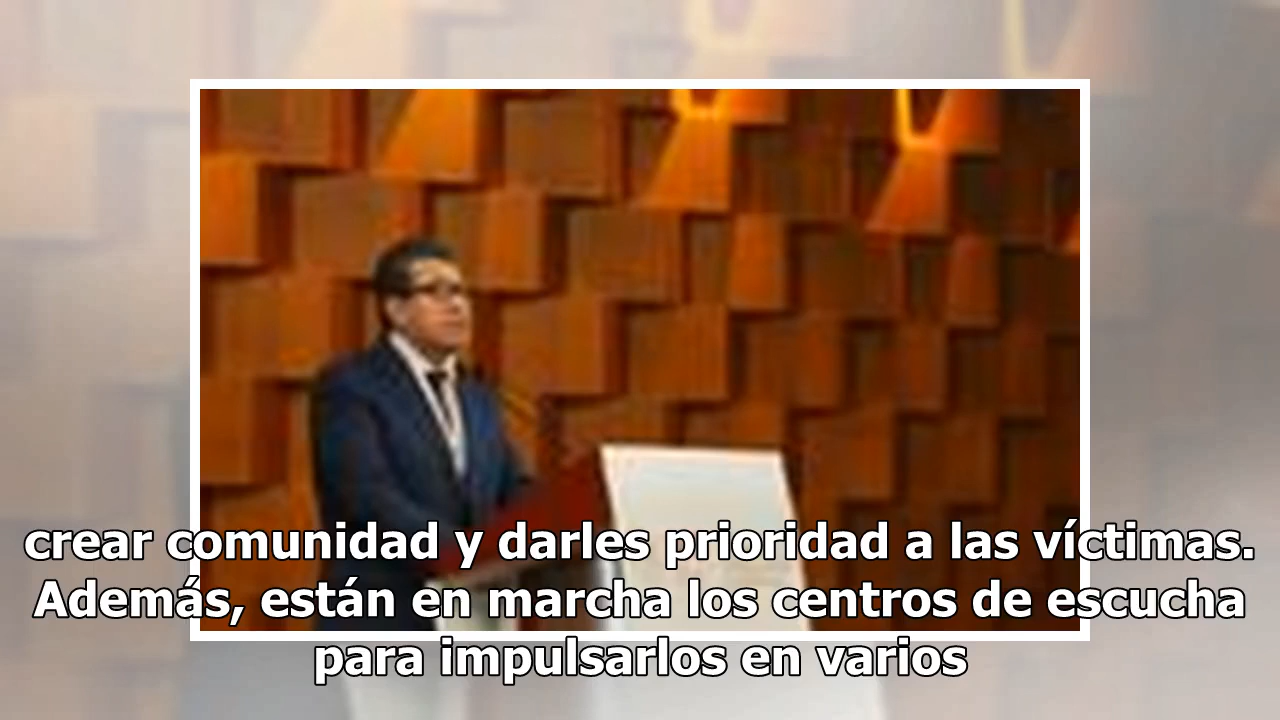 crear comunidad y darles prioridad a las víctimas.
Además, están en marcha los centros de escucha
para impulsarlos en varios